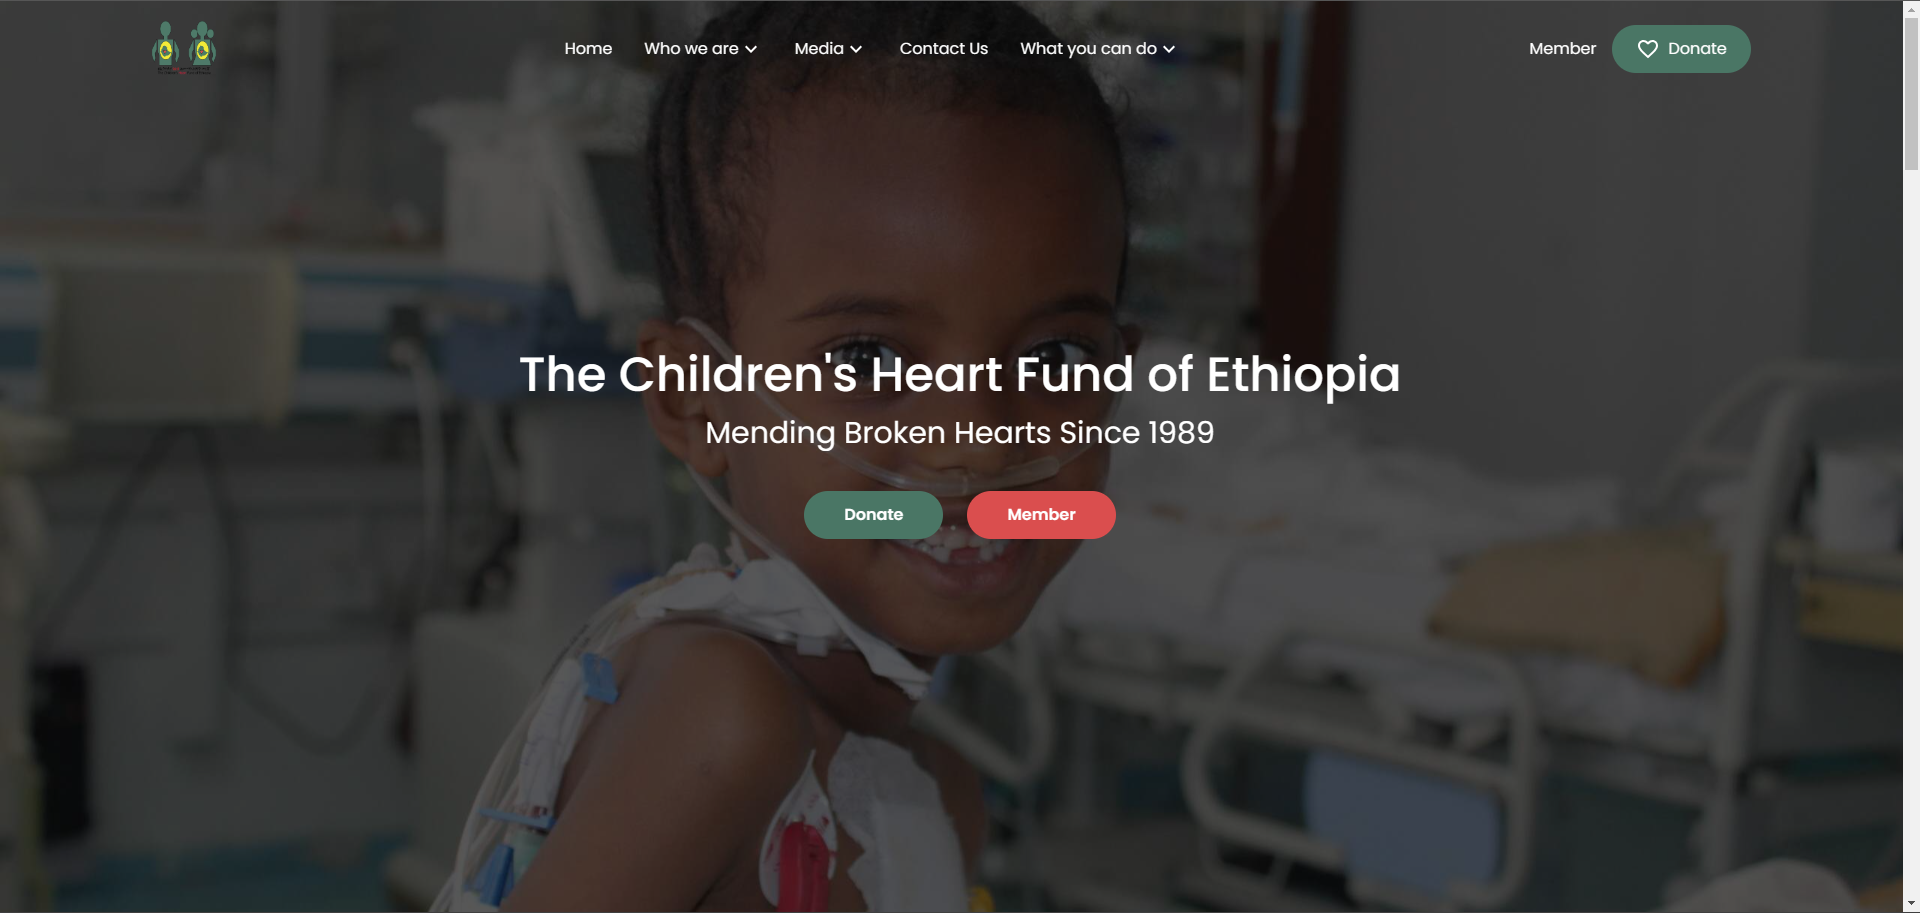 Home
Who we are
Media
Contact Us
What you can do
Member
Donate
The Children's Heart Fund of Ethiopia
Mending Broken Hearts Since 1989
Donate
Member